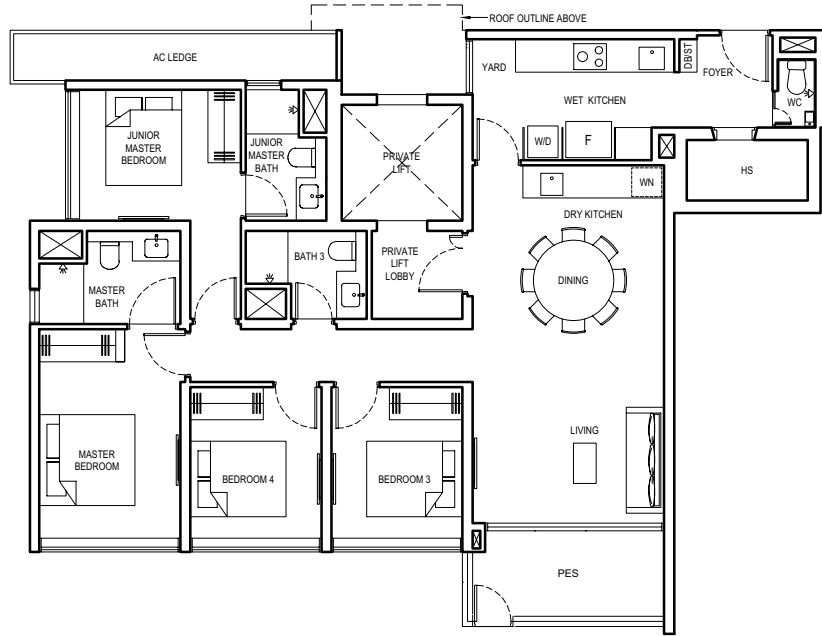 ROOF OUTLINE ABOVE
AC LEDGE
YARD
DB/ST
FOYER
WET KITCHEN
WC
JUNIOR
MASTER
BEDROOM
JUNIOR
MASTER
BATH
PRIVATE
LIFT
W/D
F
HS
WN
DRY KITCHEN
MASTER
BATH
BATH 3
PRIVATE
LIFT
LOBBY
DINING
LIVING
MASTER
BEDROOM
BEDROOM 4
BEDROOM 3
PES